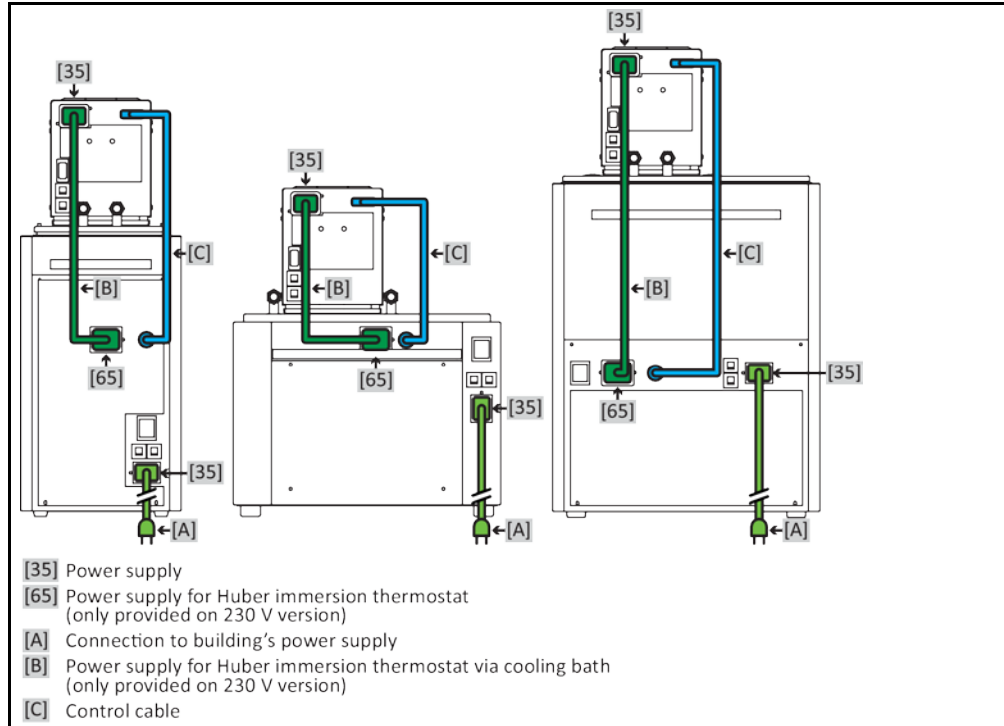 [35]
[35]
[35]
[C]
[B]
[65]
[35]
[A]
[C]
[B]
[65]
[35]
[A]
[C]
[B]
[65]
[35]
[A]
[35] Power supply
[65] Power supply for Huber immersion thermostat
(only provided on 230 V version)
[A] Connection to building's power supply
[B] Power supply for Huber immersion thermostat via cooling bath
(only provided on 230 V version)
[C] Control cable